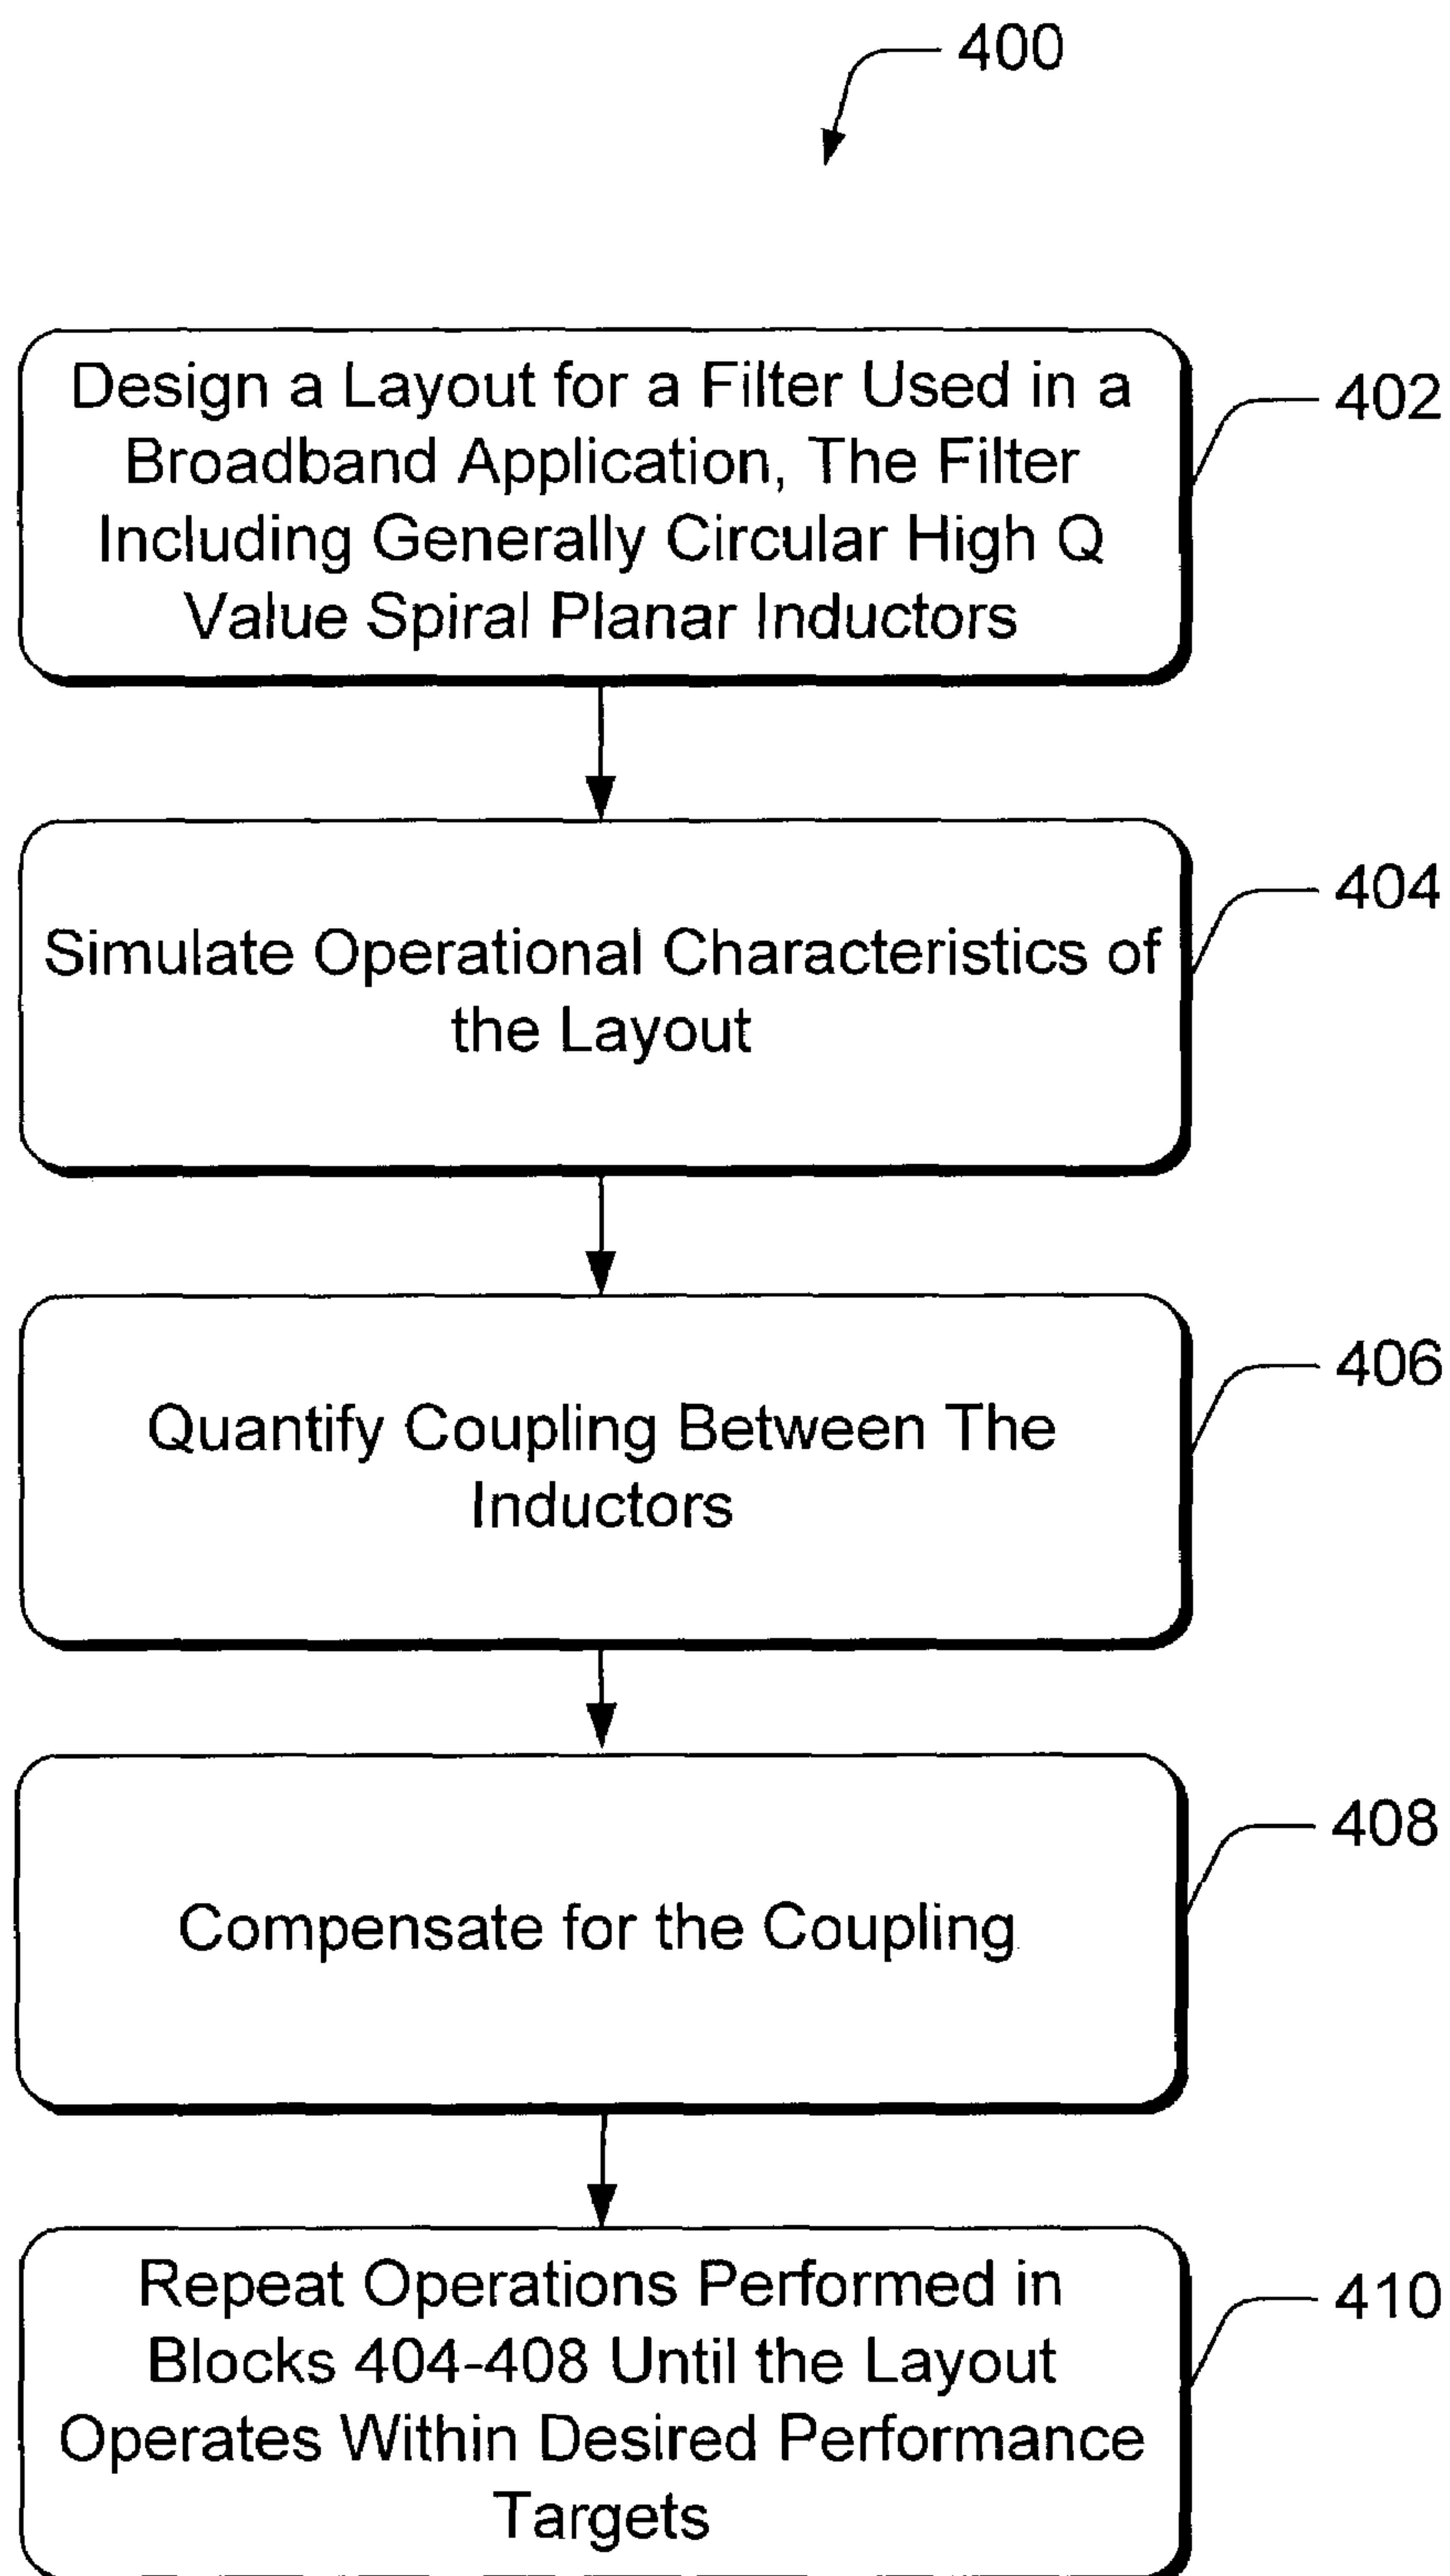 400
Design a Layout for a Filter Used in a
Broadband Application, The Filter
Including Generally Circular High Q
Value Spiral Planar Inductors
402
Simulate Operational Characteristics of
the Layout
404
Quantify Coupling Between The
Inductors
406
Compensate for the Coupling
408
Repeat Operations Performed in
Blocks 404-408 Until the Layout
Operates Within Desired Performance
Targets
410